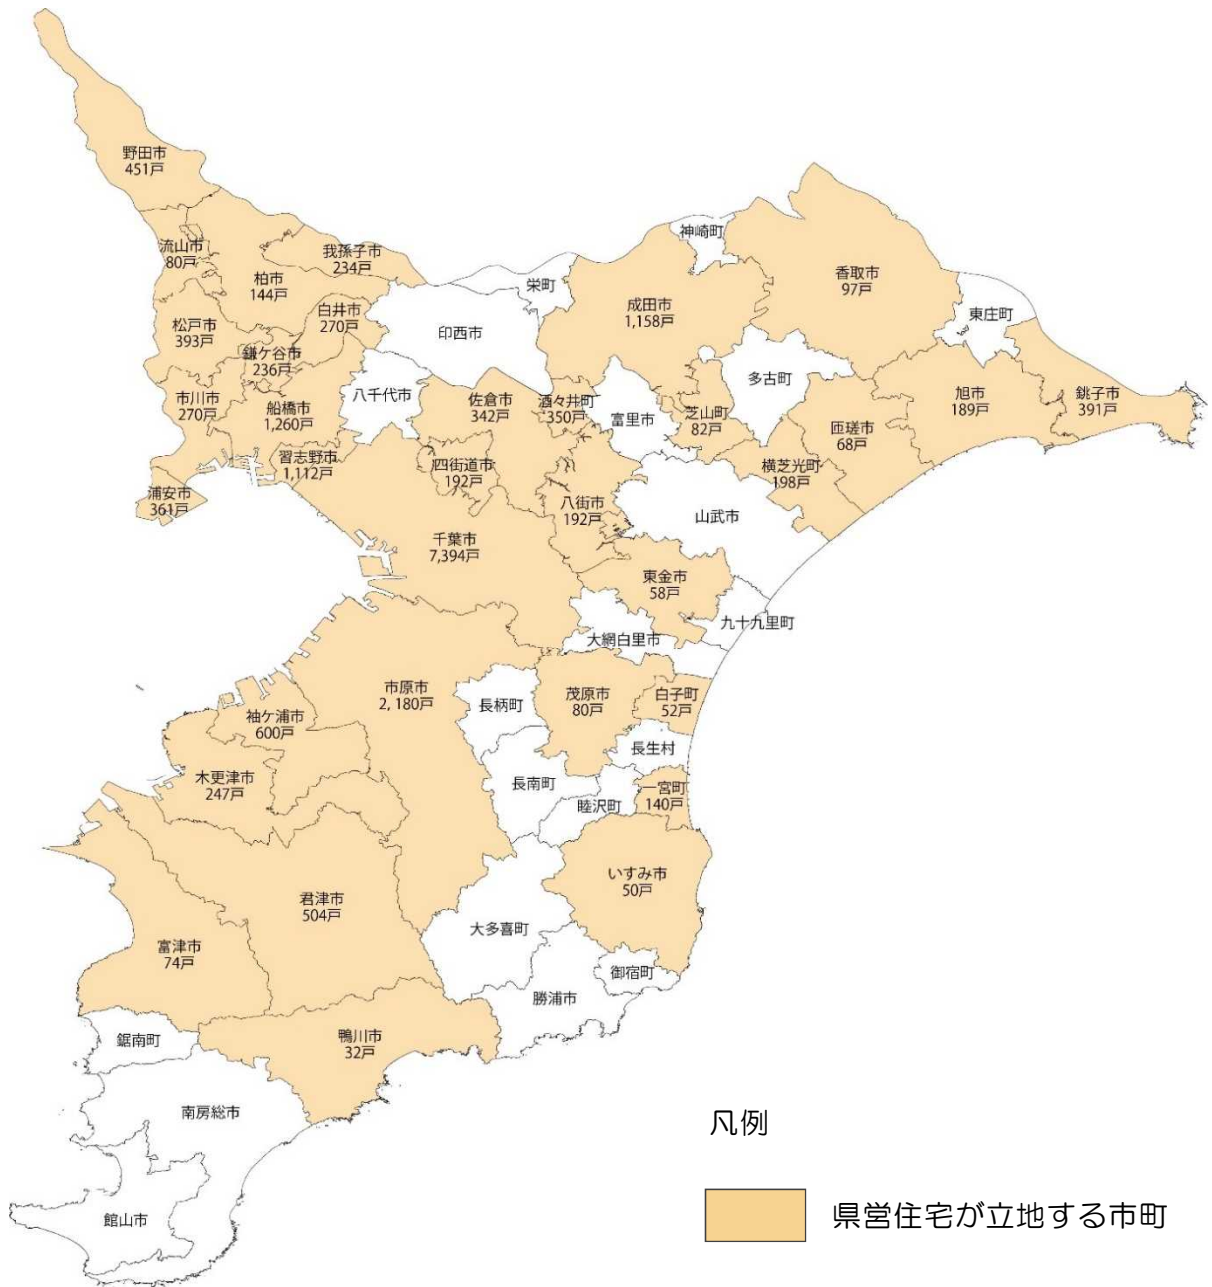 野田市
451戸
流山市
80戸
柏市
144戸
我孫子市
234戸
松戸市
393戸
白井市
270戸
鎌ケ谷市
236戸
市川市
270戸
船橋市
1,260戸
習志野市
1,112戸
浦安市
361戸
八千代市
印西市
栄町
神崎町
成田市
1,158戸
香取市
97戸
東庄町
佐倉市
342戸
酒々井町
350戸
富里市
芝山町
82戸
多古町
旭市
189戸
銚子市
391戸
匝瑳市
68戸
横芝光町
198戸
四街道市
192戸
八街市
192戸
山武市
千葉市
7,394戸
東金市
58戸
九十九里町
大網白里市
市原市
2,180戸
長柄町
茂原市
80戸
白子町
52戸
袖ケ浦市
600戸
長生村
木更津市
247戸
長南町
睦沢町
一宮町
140戸
君津市
504戸
いすみ市
50戸
大多喜町
富津市
74戸
御宿町
勝浦市
鋸南町
鴨川市
32戸
南房総市
館山市
凡例
県営住宅が立地する市町